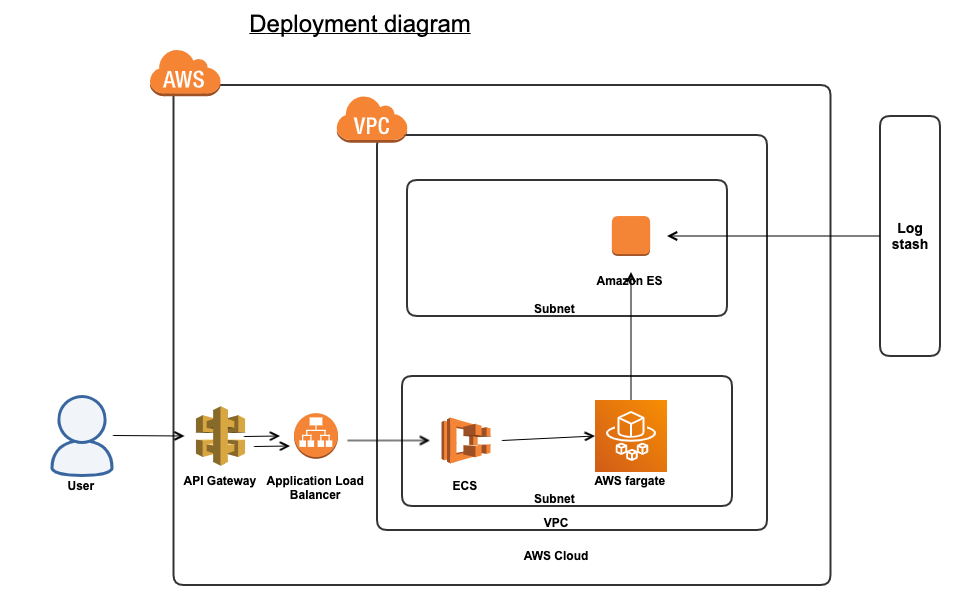 Deployment diagram
AWS
VPC
Log
stash
Amazon ES
Subnet
User
API Gateway
Application Load
Balancer
ECS
AWS fargate
Subnet
VPC
AWS Cloud